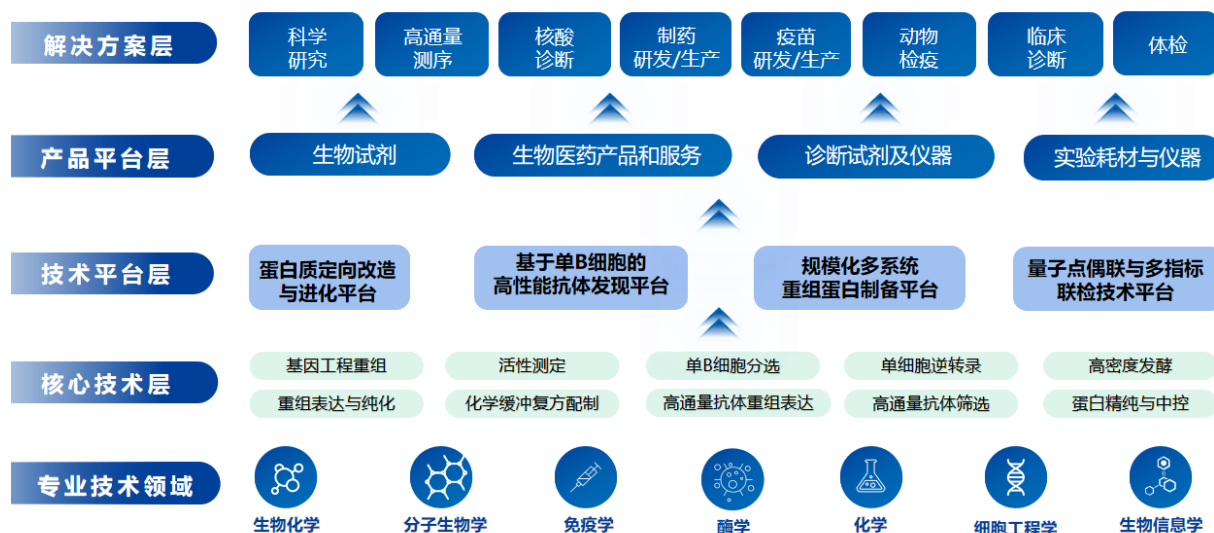 解决方案层
科学
研究
高通量
测序
核酸
诊断
制药
研发/生产
疫苗
研发/生产
动物
检疫
临床
诊断
体检
产品平台层
生物试剂
生物医药产品和服务
诊断试剂及仪器
实验耗材与仪器
技术平台层
蛋白质定向改造
与进化平台
基于单B细胞的
高性能抗体发现平台
规模化多系统
重组蛋白制备平台
量子点偶联与多指标
联检技术平台
核心技术层
基因工程重组
活性测定
单B细胞分选
单细胞逆转录
高密度发酵
重组表达与纯化
化学缓冲复方配制
高通量抗体重组表达
高通量抗体筛选
蛋白精纯与中控
专业技术领域
生物化学
分子生物学
免疫学
酶学
化学
细胞工程学
生物信息学